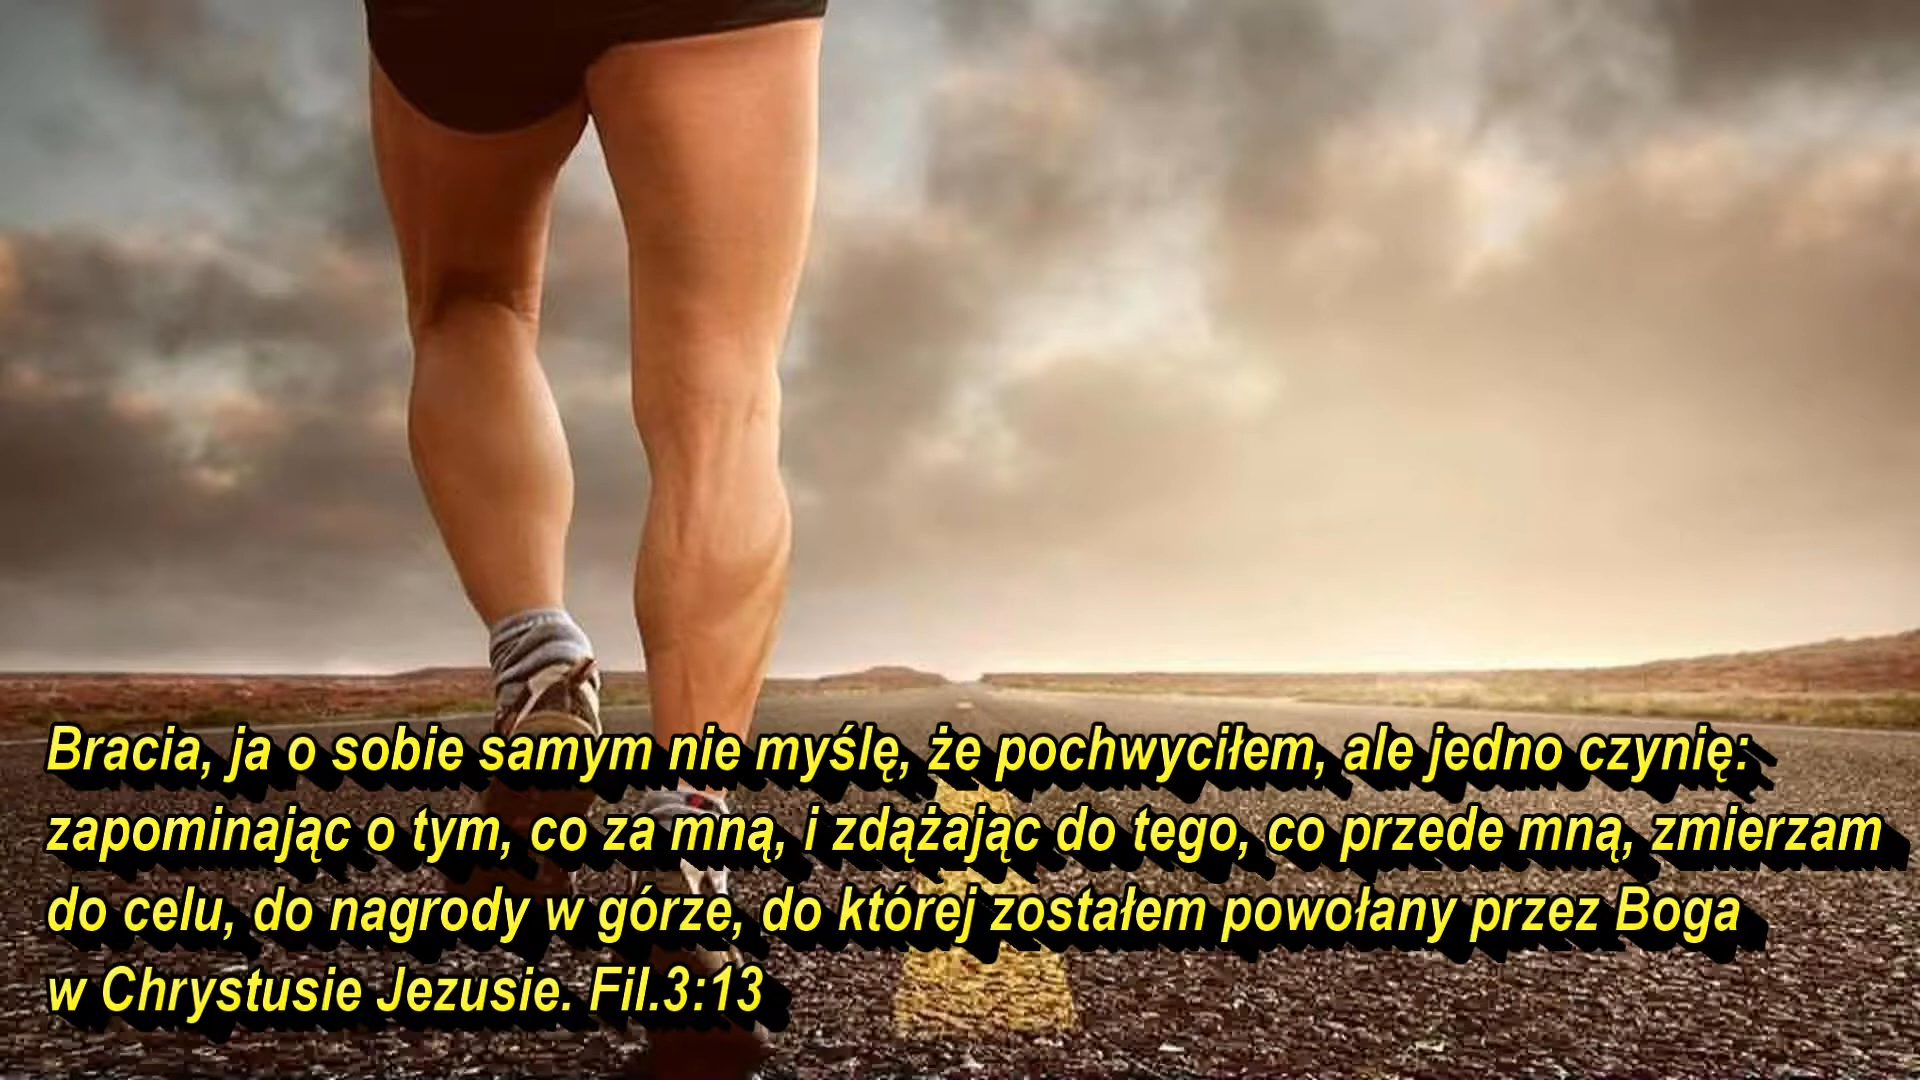 Bracia, ja o sobie samym nie myślę, że pochwyciłem, ale jedno czynię:
zapominając o tym, co za mną, i zdążając do tego, co przede mną, zmierzam
do celu, do nagrody w górze, do której zostałem powołany przez Boga
w Chrystusie Jezusie. Fil.3:13